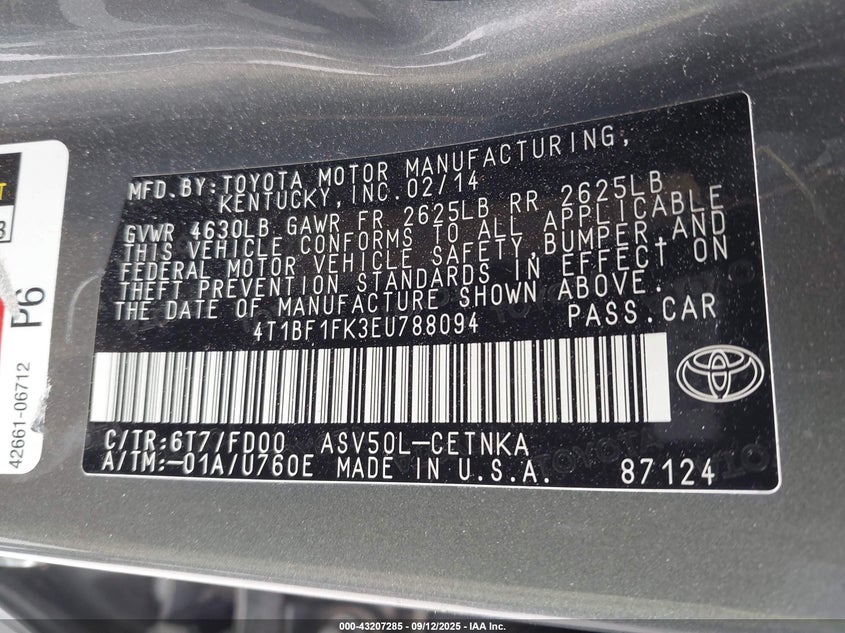 MFD.BY:TOYOTA MOTOR MANUFACTURING,
KENTUCKY,INC.02/14
GVWR 4630LB GAWR FR 2625LB RR 2625LB
THIS VEHICLE CONFORMS TO ALL APPLICABLE
FEDERAL MOTOR VEHICLE SAFETY,BUMPER,AND
THEFT PREVENTION STANDARDS IN EFFECT ON
THE DATE OF MANUFACTURE SHOWN ABOVE.
4T1BF1FK3EU788094 PASS.CAR
C/TR:6T7/FD00 ASV50L-CETNKA
A/TM:-01A/U760E MADE IN U.S.A. 87124
P6
42661-06712
000-43207285 - 09/12/2025 - IAA Inc.